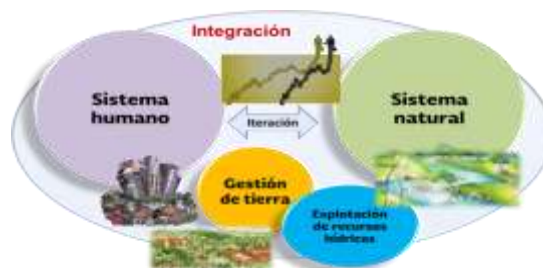 Integración
Sistema
humano
Iteración
Sistema
natural
Gestión
de tierra
Explotación
de recursos
hídricos